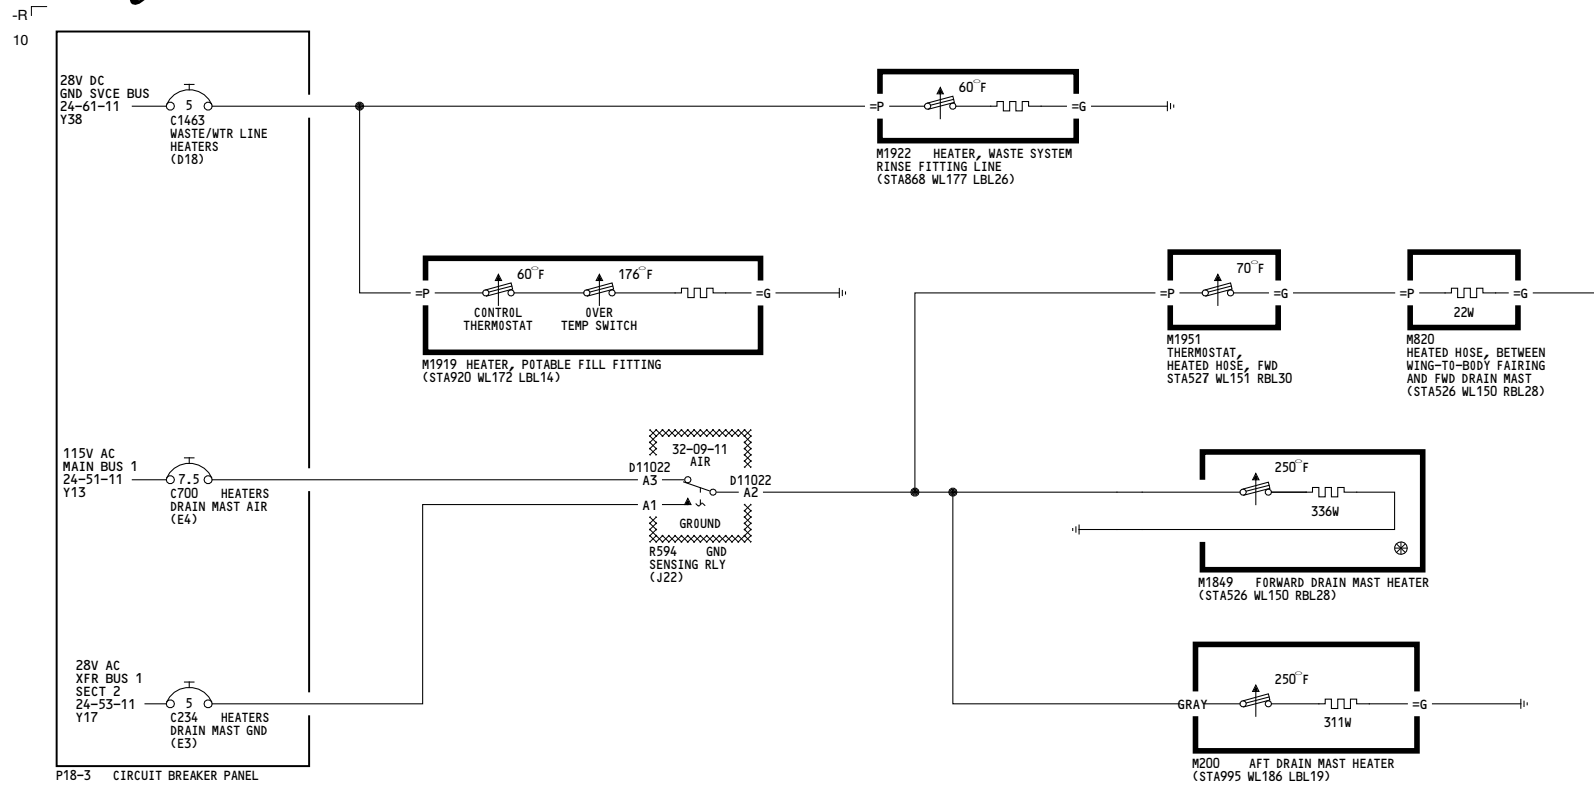 -R
10
28V DC
GND SVCE BUS
24-61-11
Y38
5
C1463
WASTE/WTR LINE
HEATERS
(D18)
=P
60°F
=G
M1922 HEATER, WASTE SYSTEM
RINSE FITTING LINE
(STA868 WL177 LBL26)
=P
60°F
176°F
=G
CONTROL
THERMOSTAT
OVER
TEMP SWITCH
M1919 HEATER, POTABLE FILL FITTING
(STA920 WL172 LBL14)
=P
70°F
=G
M1951
THERMOSTAT,
HEATED HOSE, FWD
STA527 WL151 RBL30
=P
=G
22W
M820
HEATED HOSE, BETWEEN
WING-TO-BODY FAIRING
AND FWD DRAIN MAST
(STA526 WL150 RBL28)
115V AC
MAIN BUS 1
24-51-11
Y13
7.5
C700 HEATERS
DRAIN MAST AIR
(E4)
32-09-11
AIR
D11022
A3
D11022
A2
A1
GROUND
R594 GND
SENSING RLY
(J22)
250°F
336W
M1849 FORWARD DRAIN MAST HEATER
(STA526 WL150 RBL28)
28V AC
XFR BUS 1
SECT 2
24-53-11
Y17
5
C234 HEATERS
DRAIN MAST GND
(E3)
GRAY
250°F
=G
311W
M200 AFT DRAIN MAST HEATER
(STA995 WL186 LBL19)
P18-3 CIRCUIT BREAKER PANEL